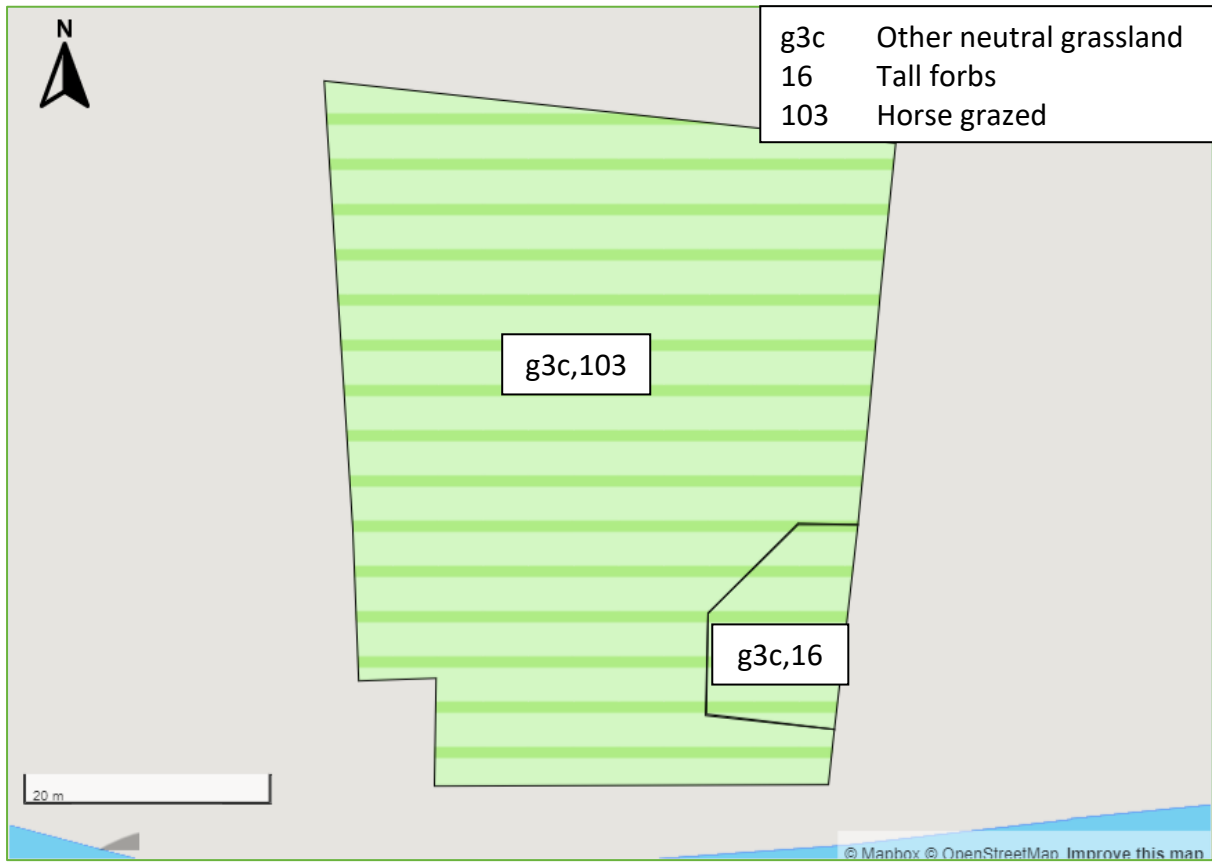 N
g3c Other neutral grassland
16 Tall forbs
103 Horse grazed
g3c,103
g3c,16
20 m
© Mapbox © OpenStreetMap Improve this map